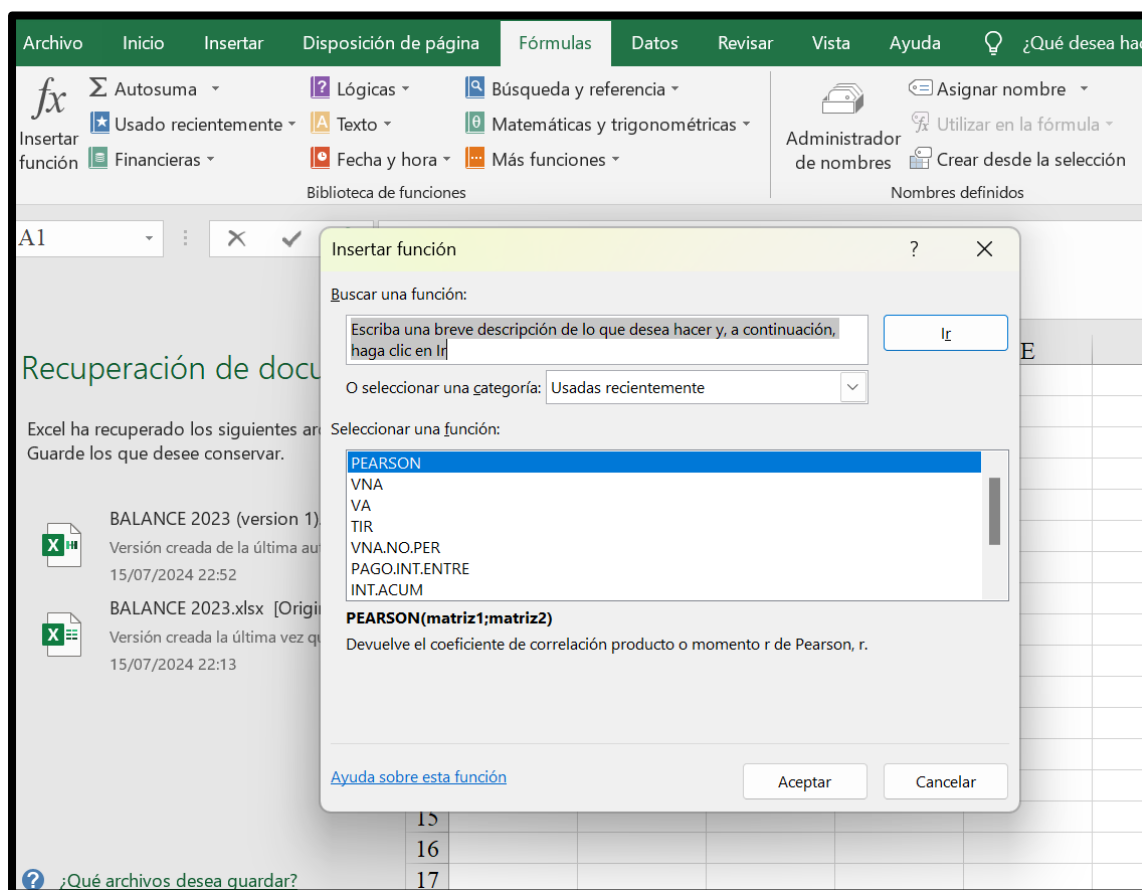 Archivo Inicio Insertar Disposición de página Fórmulas Datos Revisar Vista Ayuda ¿Qué desea
fx
Insertar
función
Σ Autosuma
Usado recientemente
Financieras
Lógicas
Texto
Fecha y hora
Búsqueda y referencia
Matemáticas y trigonométricas
Más funciones
Biblioteca de funciones
Administrador
de nombres
Asignar nombre
Utilizar en la fórmula
Crear desde la selección
Nombres definidos
A1
Insertar función
?
Buscar una función:
Escriba una breve descripción de lo que desea hacer y, a continuación,
haga clic en Ir
Ir
O seleccionar una categoría: Usadas recientemente
Seleccionar una función:
PEARSON
VNA
VA
TIR
VNA.NO.PER
PAGO.INT.ENTRE
INT.ACUM
PEARSON(matriz1;matriz2)
Devuelve el coeficiente de correlación producto o momento r de Pearson, r.
Ayuda sobre esta función
Aceptar
Cancelar
Recuperación de
Excel ha recuperado los siguientes
Guarde los que desee conservar.
BALANCE 2023 (version 1)
Versión creada de la última
15/07/2024 22:52
BALANCE 2023.xlsx
Versión creada la última vez
15/07/2024 22:13
¿Qué archivos desea guardar?
E
15
16
17